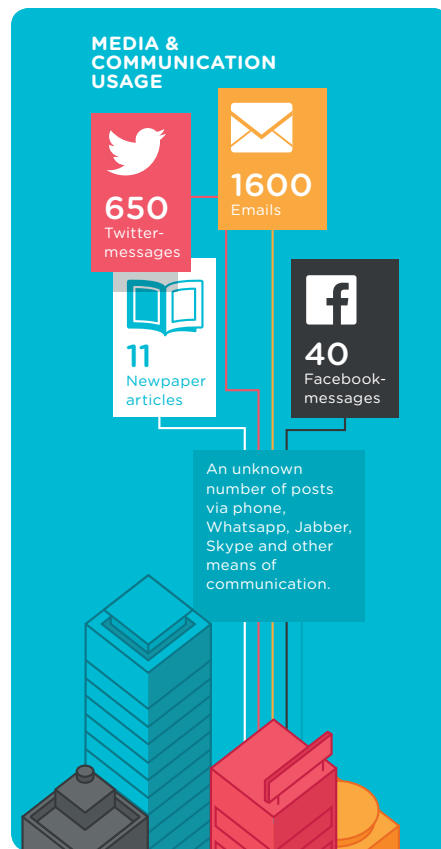 MEDIA &
COMMUNICATION
USAGE
650
Twitter-
messages
1600
Emails
11
Newpaper
articles
40
Facebook-
messages
An unknown
number of posts
via phone,
Whatsapp, Jabber,
Skype and other
means of
communication.